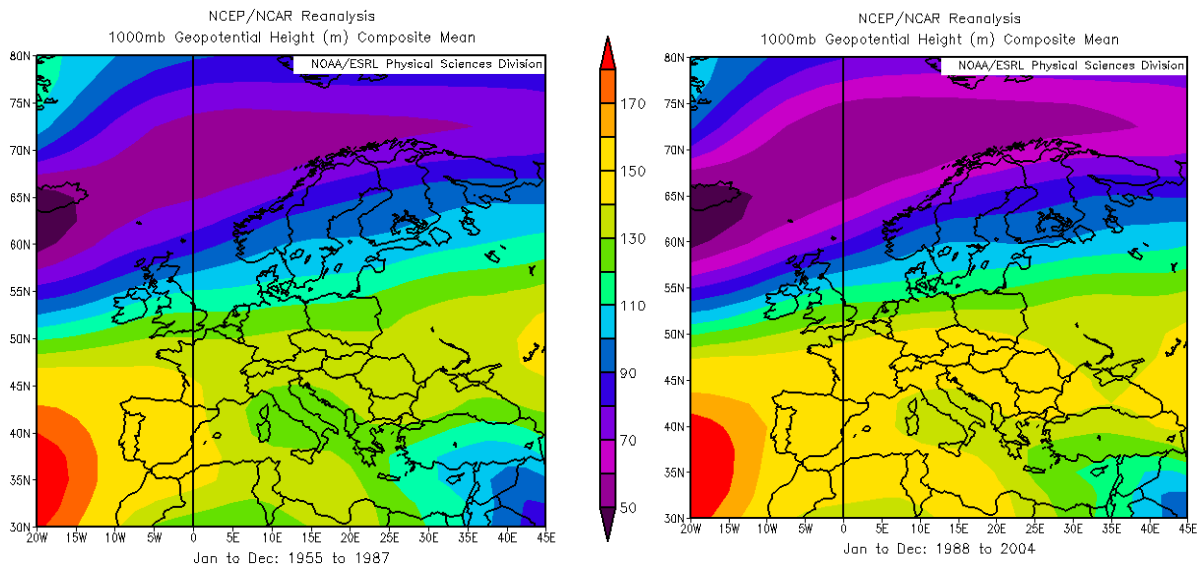 NCEP/NCAR Reanalysis
1000mb Geopotential Height (m) Composite Mean
NOAA/ESRL Physical Sciences Division
80N
75N
70N
65N
60N
55N
50N
45N
40N
35N
30N
20W 15W 10W 5W 0 5E 10E 15E 20E 25E 30E 35E 40E 45E
Jan to Dec: 1955 to 1987
170
150
130
110
90
70
50
NCEP/NCAR Reanalysis
1000mb Geopotential Height (m) Composite Mean
NOAA/ESRL Physical Sciences Division
80N
75N
70N
65N
60N
55N
50N
45N
40N
35N
30N
20W 15W 10W 5W 0 5E 10E 15E 20E 25E 30E 35E 40E 45E
Jan to Dec: 1988 to 2004